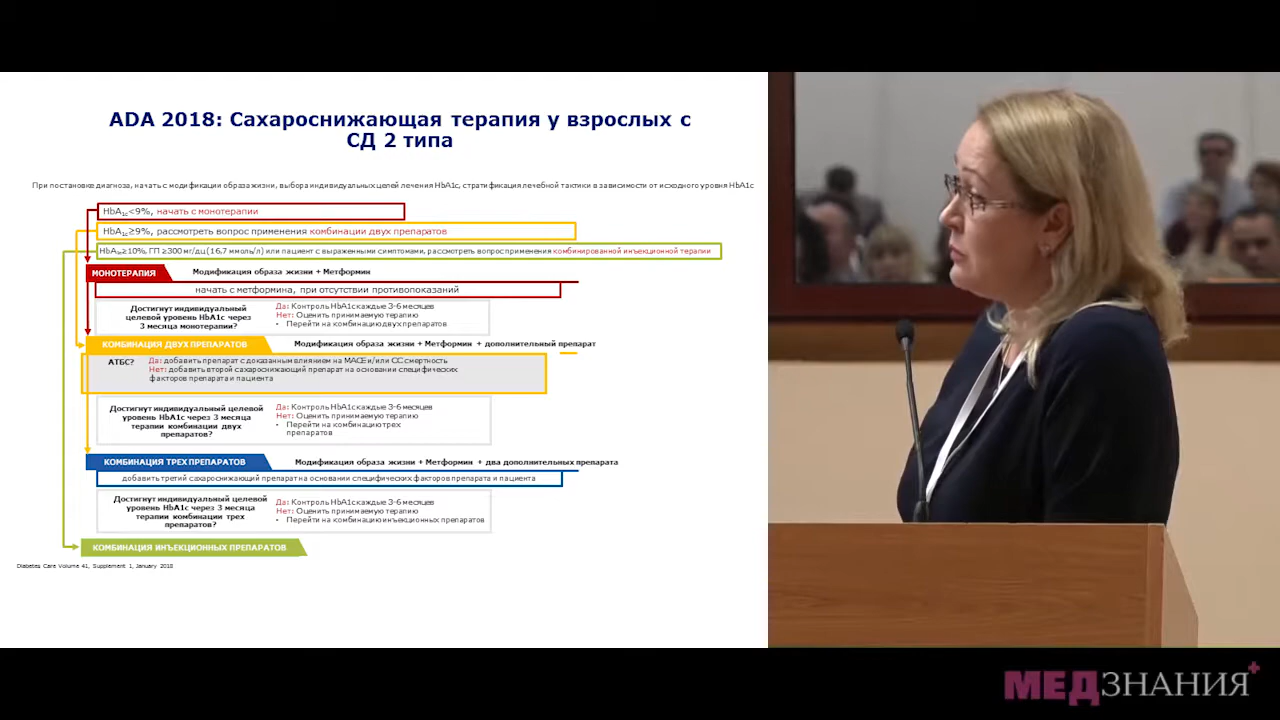 ADA 2018: Сахароснижающая терапия у взрослых с
СД 2 типа
При постановке диагноза, начать с модификации образа жизни, выбора индивидуальных целей лечения HbA1c, стратификация лечебной тактики в зависимости от исходного уровня HbA1c
HbA1c<9%, начать с монотерапии
HbA1c≥9%, рассмотреть вопрос применения комбинации двух препаратов
HbA1c≥10%, ГП ≥300 мг/дц (16,7 ммоль/л) или пациент с выраженными симптомами, рассмотреть вопрос применения комбинированной инъекционной терапии
МОНОТЕРАПИЯ
Модификация образа жизни + Метформин
начать с метформина, при отсутствии противопоказаний
Достигнут индивидуальный
целевой уровень HbA1c через
3 месяца монотерапии?
Да: Контроль HbA1c каждые 3-6 месяцев
Нет: Оценить принимаемую терапию
• Перейти на комбинацию двух препаратов
КОМБИНАЦИЯ ДВУХ ПРЕПАРАТОВ
Модификация образа жизни + Метформин + дополнительный препарат
АТБС?
Да: добавить препарат с доказанным влиянием на MACE и/или СС смертность
Нет: добавить второй сахароснижающий препарат на основании специфических
факторов препарата и пациента
Достигнут индивидуальный целевой
уровень HbA1c через 3 месяца
терапии комбинации двух
препаратов?
Да: Контроль HbA1c каждые 3-6 месяцев
Нет: Оценить принимаемую терапию
• Перейти на комбинацию трех
препаратов
КОМБИНАЦИЯ ТРЕХ ПРЕПАРАТОВ
Модификация образа жизни + Метформин + два дополнительных препарата
добавить третий сахароснижающий препарат на основании специфических факторов препарата и пациента
Достигнут индивидуальный целевой
уровень HbA1c через 3 месяца
терапии комбинации трех
препаратов?
Да: Контроль HbA1c каждые 3-6 месяцев
Нет: Оценить принимаемую терапию
• Перейти на комбинацию инъекционных препаратов
КОМБИНАЦИЯ ИНЪЕКЦИОННЫХ ПРЕПАРАТОВ
Diabetes Care Volume 41, Supplement 1, January 2018
МЕДЗНАНИЯ+